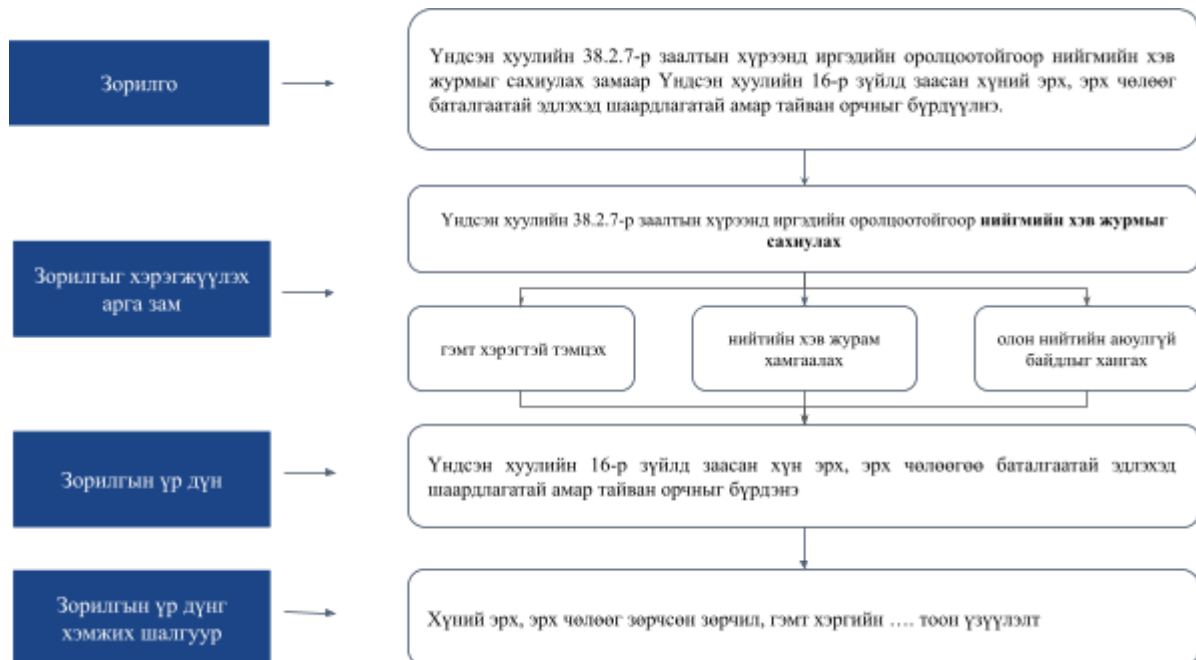 Зорилго
Үндсэн хуулийн 38.2.7-р заалтын хүрээнд иргэдийн оролцоотойгоор нийгмийн хэв
журмыг сахиулах замаар Үндсэн хуулийн 16-р зүйлд заасан хүний эрх, эрх чөлөөг
баталгаатай эдлэхэд шаардлагатай амар тайван орчныг бүрдүүлнэ.
Зорилгыг хэрэгжүүлэх
арга зам
Үндсэн хуулийн 38.2.7-р заалтын хүрээнд иргэдийн оролцоотойгоор нийгмийн хэв журмыг
сахиулах
гэмт хэрэгтэй тэмцэх
нийтийн хэв журам
хамгаалах
олон нийтийн аюулгүй
байдлыг хангах
Зорилгын үр дүн
Үндсэн хуулийн 16-р зүйлд заасан хүн эрх, эрх чөлөөгөө баталгаатай эдлэхэд
шаардлагатай амар тайван орчныг бүрдэнэ
Зорилгын үр дүнг
хэмжих шалгуур
Хүний эрх, эрх чөлөөг зөрчсөн зөрчил, гэмт хэргийн …. тоон үзүүлэлт